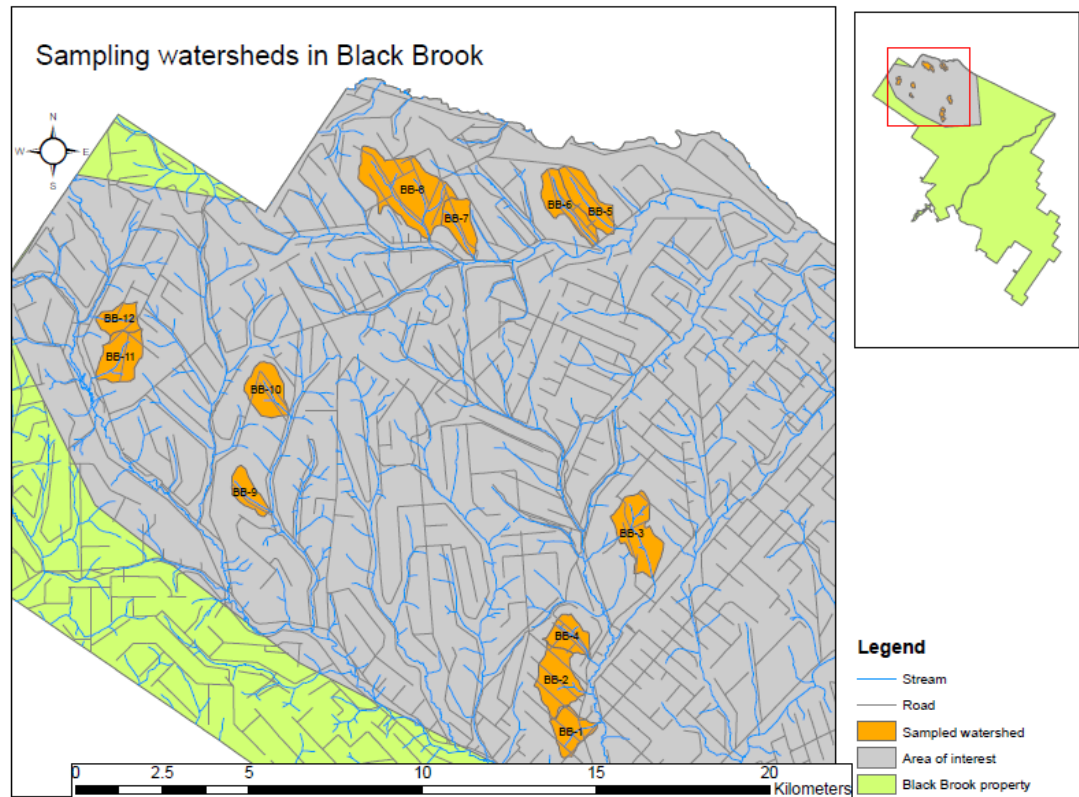 Sampling watersheds in Black Brook
N
W
E
S
BB-8
BB-7
BB-6
BB-5
BB-12
BB-11
BB-10
BB-9
BB-3
BB-4
BB-2
BB-1
0 2.5 5 10 15 20
Kilometers
Legend
Stream
Road
Sampled watershed
Area of interest
Black Brook property